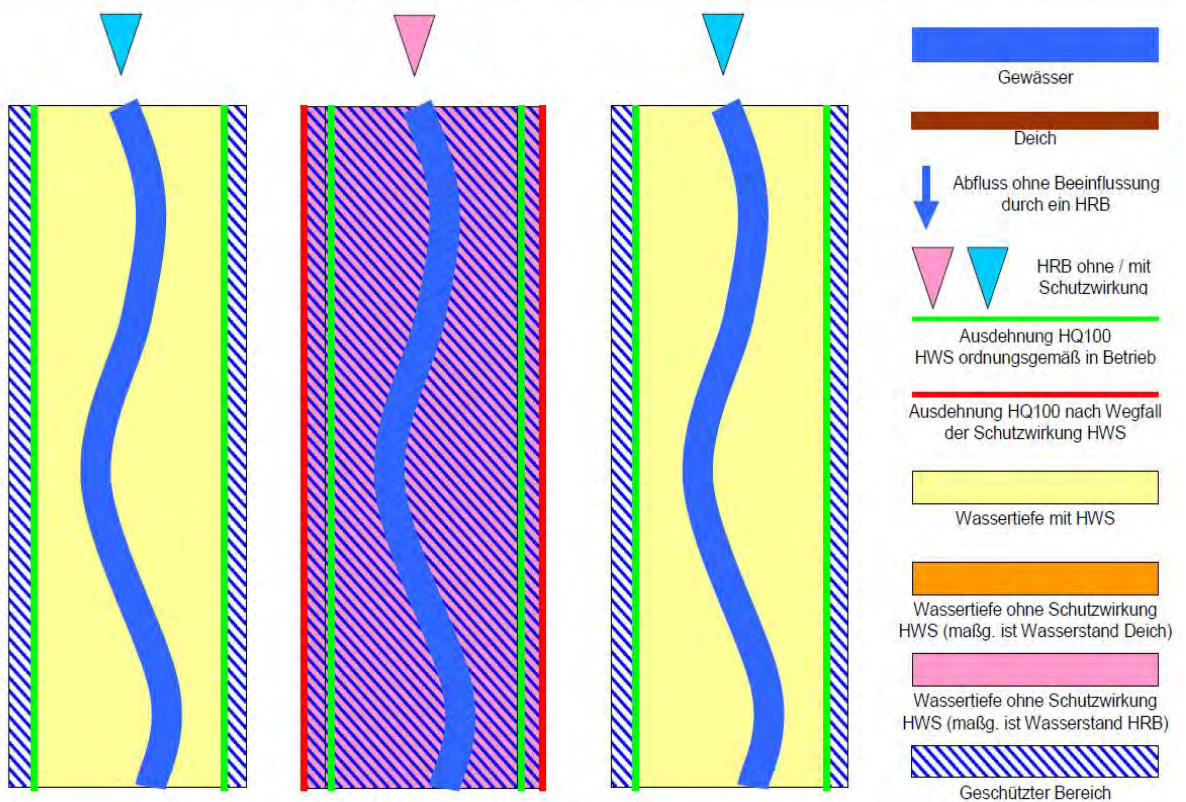 Gewässer
Deich
Abfluss ohne Beeinflussung
durch ein HRB
HRB ohne / mit
Schutzwirkung
Ausdehnung HQ100
HWS ordnungsgemäß in Betrieb
Ausdehnung HQ100 nach Wegfall
der Schutzwirkung HWS
Wassertiefe mit HWS
Wassertiefe ohne Schutzwirkung
HWS (maßg. ist Wasserstand Deich)
Wassertiefe ohne Schutzwirkung
HWS (maßg. ist Wasserstand HRB)
Geschützter Bereich